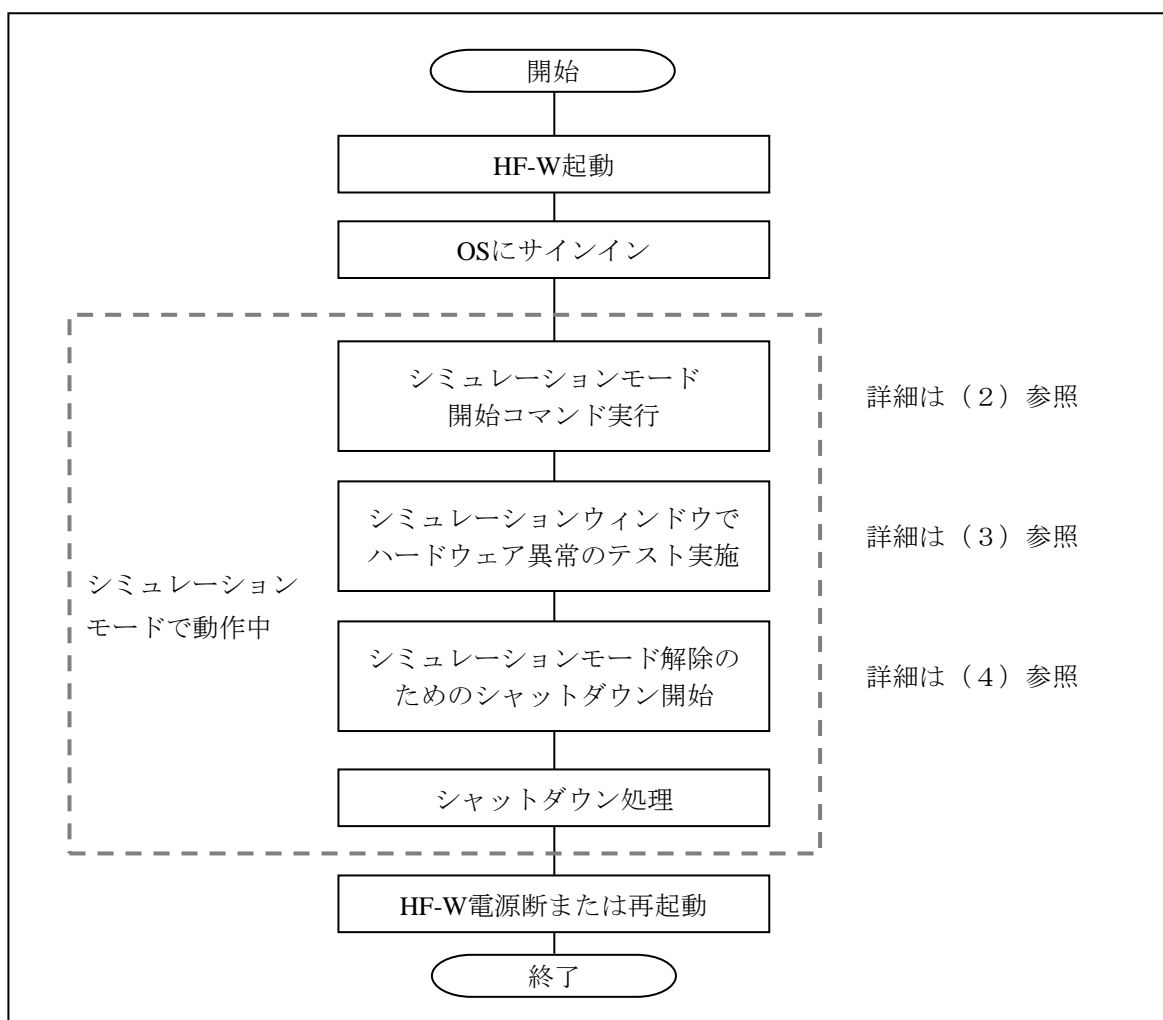 開始
HF-W起動
OSにサインイン
シミュレーションモード
開始コマンド実行
詳細は（２）参照
シミュレーションウィンドウで
ハードウェア異常のテスト実施
詳細は（３）参照
シミュレーション
モードで動作中
シミュレーションモード解除の
ためのシャットダウン開始
詳細は（４）参照
シャットダウン処理
HF-W電源断または再起動
終了